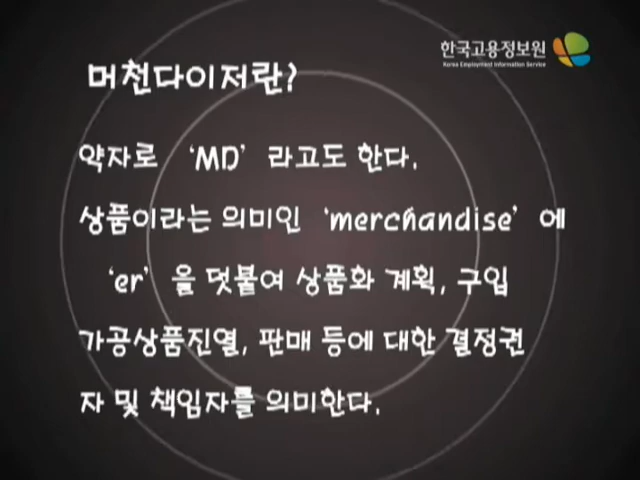 한국고용정보원
Korea Employment Information Service
머천다이저란?
약자로 ‘MD’ 라고도 한다.
상품이라는 의미인 ‘merchandise’ 에
‘er’ 을 덧붙여 상품화 계획, 구입
가공상품진열, 판매 등에 대한 결정권
자 및 책임자를 의미한다.